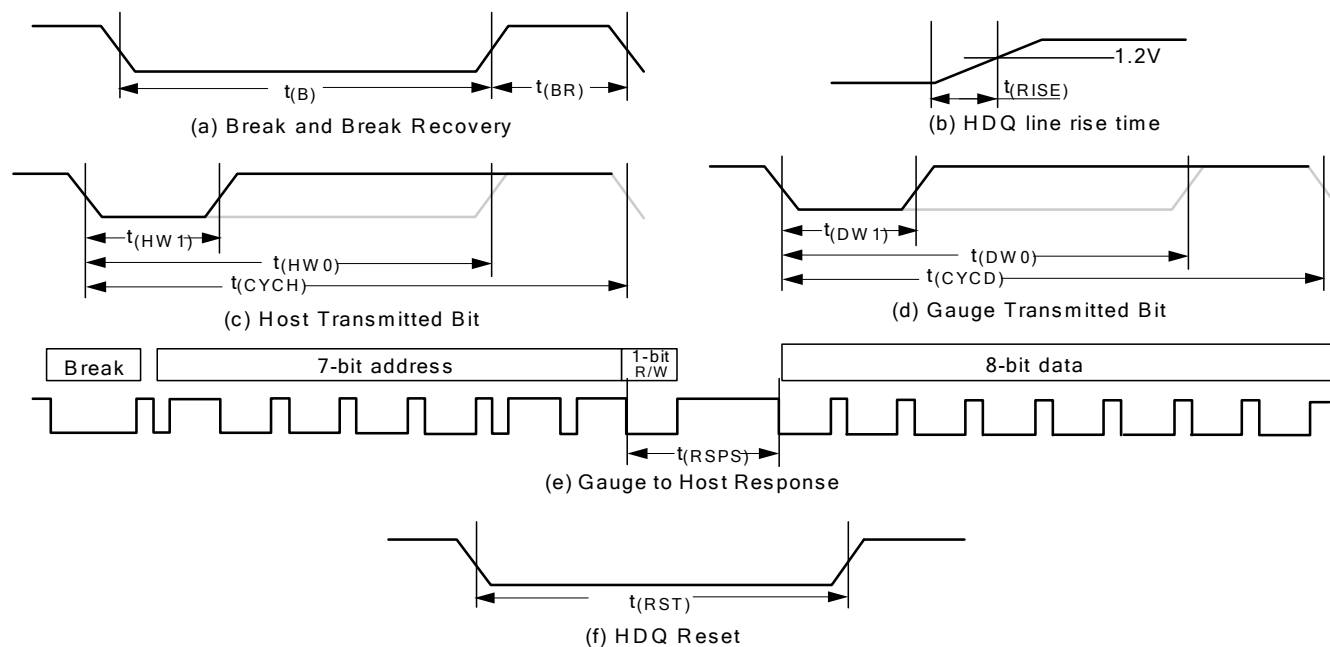 t(B)
t(BR)
(a) Break and Break Recovery
1.2V
t(RISE)
(b) HDQ line rise time
t(HW1)
t(HW0)
t(CYCH)
(c) Host Transmitted Bit
t(DW1)
t(DW0)
t(CYCD)
(d) Gauge Transmitted Bit
Break
7-bit address
1-bit
R/W
8-bit data
t(RSPS)
(e) Gauge to Host Response
t(RST)
(f) HDQ Reset